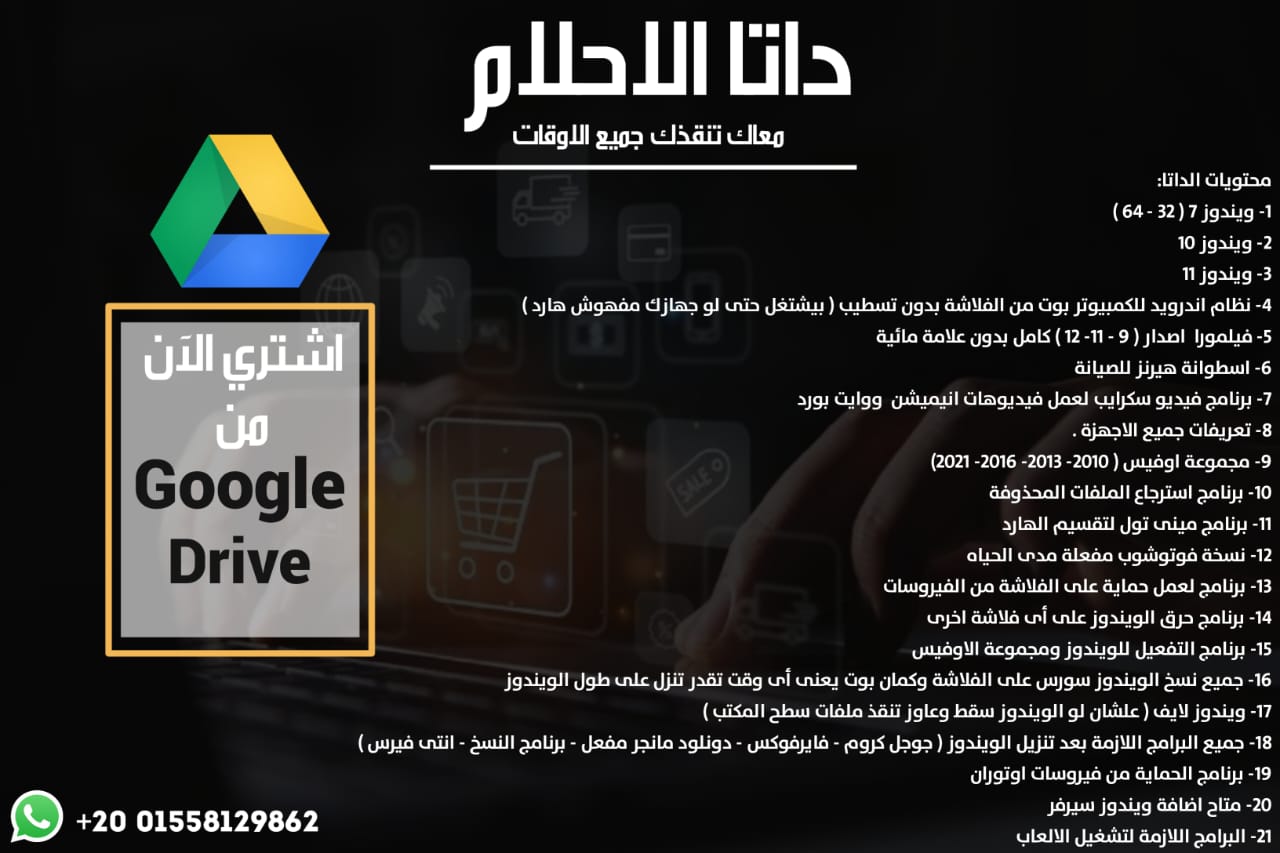 داتا الاحلام
معاك تنقذك جميع الاوقات
اشتري الآن
من
Google
Drive
محتويات الداتا:
1- ويندوز 7 ( 32 - 64 )
2- ويندوز 10
3- ويندوز 11
4- نظام اندرويد للكمبيوتر بوت من الفلاشة بدون تسطيب ( بيشتغل حتى لو جهازك مفهوش هارد )
5- فيلمورا اصدار ( 9 - 11- 12 ) كامل بدون علامة مائية
6- اسطوانة هيرنز للصيانة
7- برنامج فيديو سكرايب لعمل فيديوهات انيميشن ووايت بورد
8- تعريفات جميع الاجهزة .
9- مجموعة اوفيس ( 2010- 2013- 2016- 2021)
10- برنامج استرجاع الملفات المحذوفة
11- برنامج مينى تول لتقسيم الهارد
12- نسخة فوتوشوب مفعلة مدى الحياه
13- برنامج لعمل حماية على الفلاشة من الفيروسات
14- برنامج حرق الويندوز على أى فلاشة اخرى
15- برنامج التفعيل للويندوز ومجموعة الاوفيس
16- جميع نسخ الويندوز سورس على الفلاشة وكمان بوت يعنى أى وقت تقدر تنزل على طول الويندوز
17- ويندوز لايف ( علشان لو الويندوز سقط وعاوز تنقذ ملفات سطح المكتب )
18- جميع البرامج اللازمة بعد تنزيل الويندوز ( جوجل كروم - فايرفوكس - دونلود مانجر مفعل - برنامج النسخ - انتى فيرس )
19- برنامج الحماية من فيروسات اوتوران
20- متاح اضافة ويندوز سيرفر
21- البرامج اللازمة لتشغيل الالعاب
+20 01558129862
SALE